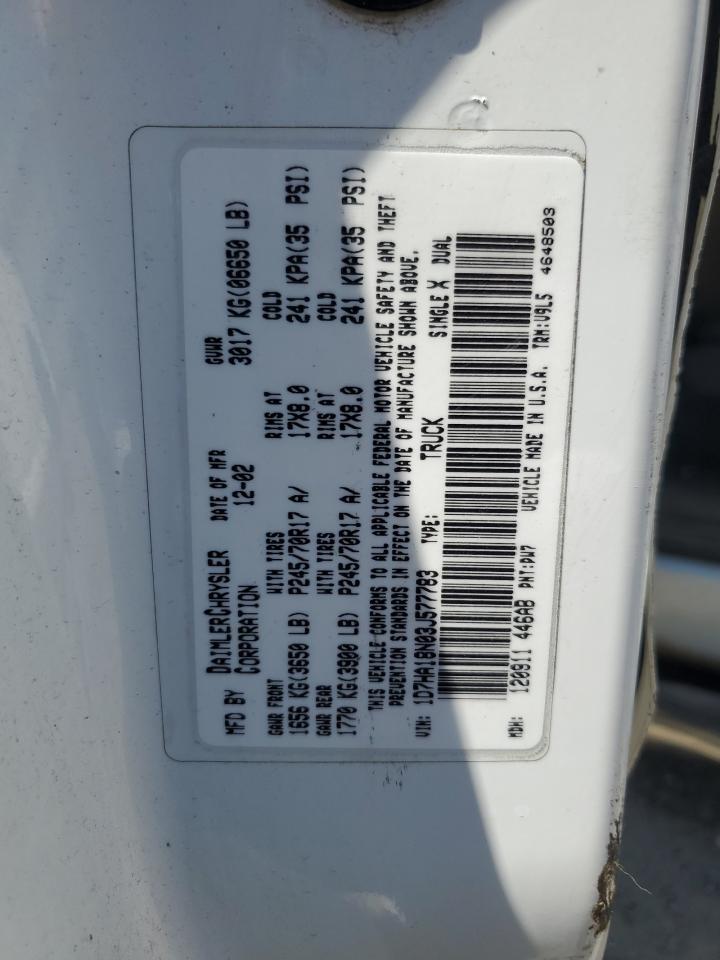 MFD BY DAIMLERCHRYSLER CORPORATION
DATE OF MFR 12-02
GVWR 3017 KG(06650 LB)
GAWR FRONT WITH TIRES RIMS AT COLD
1656 KG(3650 LB) P245/70R17 A/ 17X8.0 241 KPA(35 PSI)
GAWR REAR WITH TIRES RIMS AT COLD
1770 KG(3900 LB) P245/70R17 A/ 17X8.0 241 KPA(35 PSI)
THIS VEHICLE CONFORMS TO ALL APPLICABLE FEDERAL MOTOR VEHICLE SAFETY AND THEFT
PREVENTION STANDARDS IN EFFECT ON THE DATE OF MANUFACTURE SHOWN ABOVE.
VIN: 1D7HA18N03J577783 TYPE: TRUCK SINGLE X DUAL
MDH: 120911 446AB PNT:PW7 VEHICLE MADE IN U.S.A. TRM:V9L5 4648503